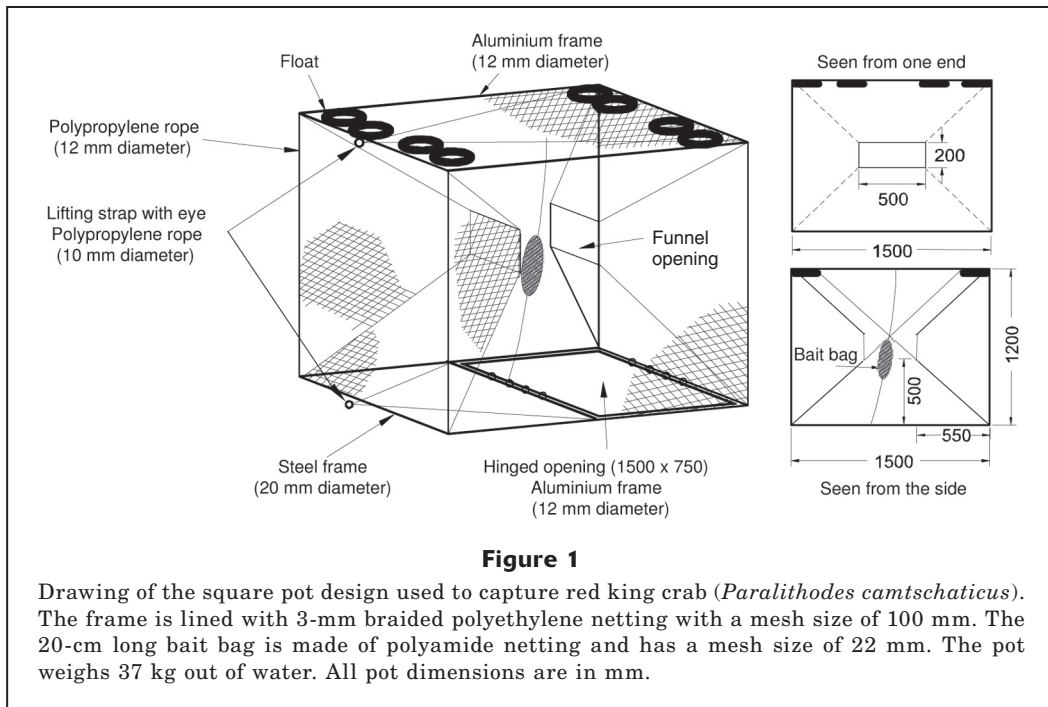 Float
Aluminium frame
(12 mm diameter)
Polypropylene rope
(12 mm diameter)
Lifting strap with eye
Polypropylene rope
(10 mm diameter)
Funnel
opening
Steel frame
(20 mm diameter)
Hinged opening (1500 x 750)
Aluminium frame
(12 mm diameter)
Seen from one end
200
500
1500
Bait bag
500
1200
550
1500
Seen from the side
Figure 1
Drawing of the square pot design used to capture red king crab (Paralithodes camtschaticus).
The frame is lined with 3-mm braided polyethylene netting with a mesh size of 100 mm. The
20-cm long bait bag is made of polyamide netting and has a mesh size of 22 mm. The pot
weighs 37 kg out of water. All pot dimensions are in mm.